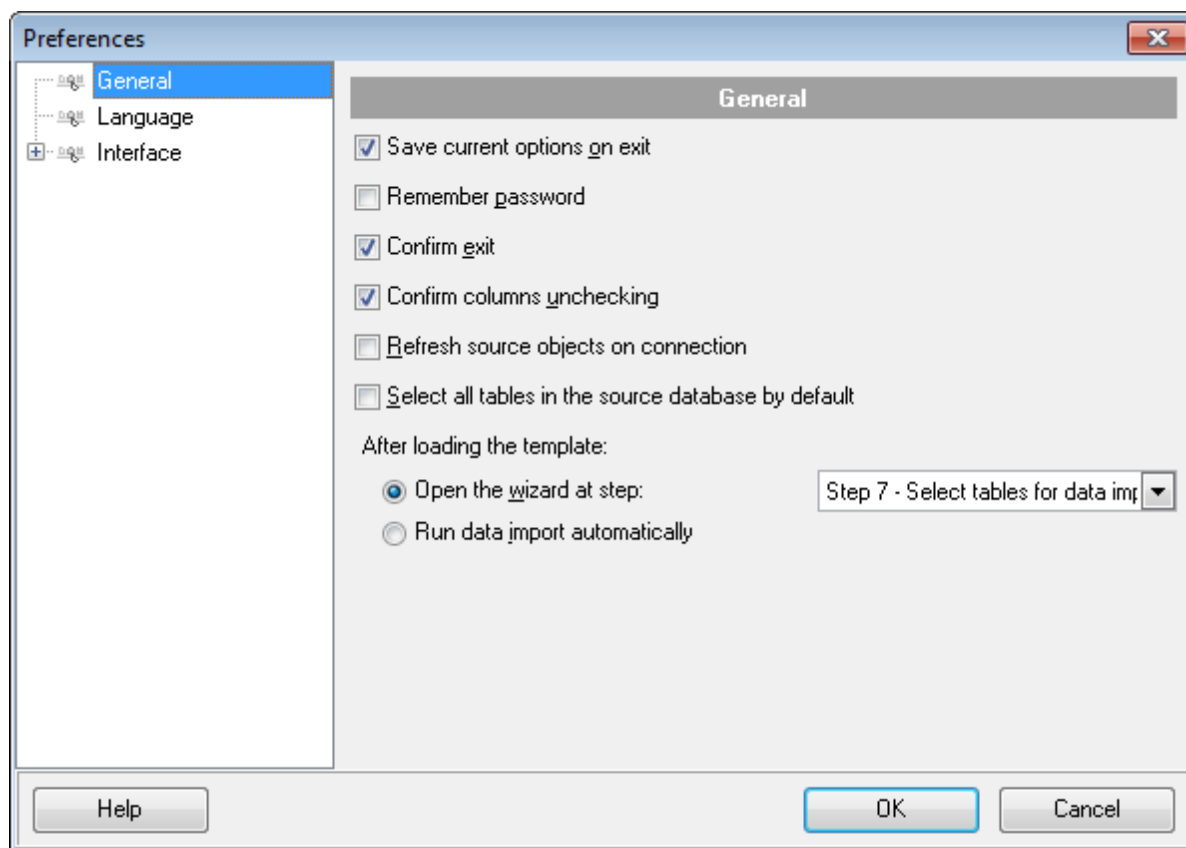 Preferences
General
Language
Interface
General
Save current options on exit
Remember password
Confirm exit
Confirm columns unchecking
Refresh source objects on connection
Select all tables in the source database by default
After loading the template:
Open the wizard at step:
Step 7 - Select tables for data imp
Run data import automatically
Help
OK
Cancel